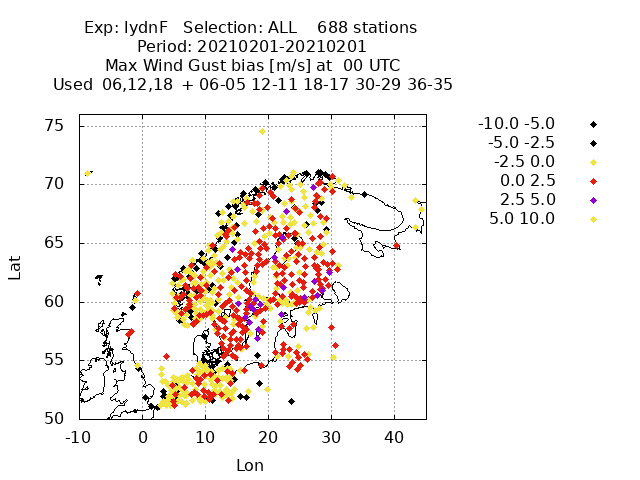 Exp: IydnF Selection: ALL 688 stations
Period: 20210201-20210201
Max Wind Gust bias [m/s] at 00 UTC
Used 06,12,18 + 06-05 12-11 18-17 30-29 36-35
-10.0 -5.0
-5.0 -2.5
-2.5 0.0
0.0 2.5
2.5 5.0
5.0 10.0
75
70
65
60
55
50
Lat
-10 0 10 20 30 40
Lon